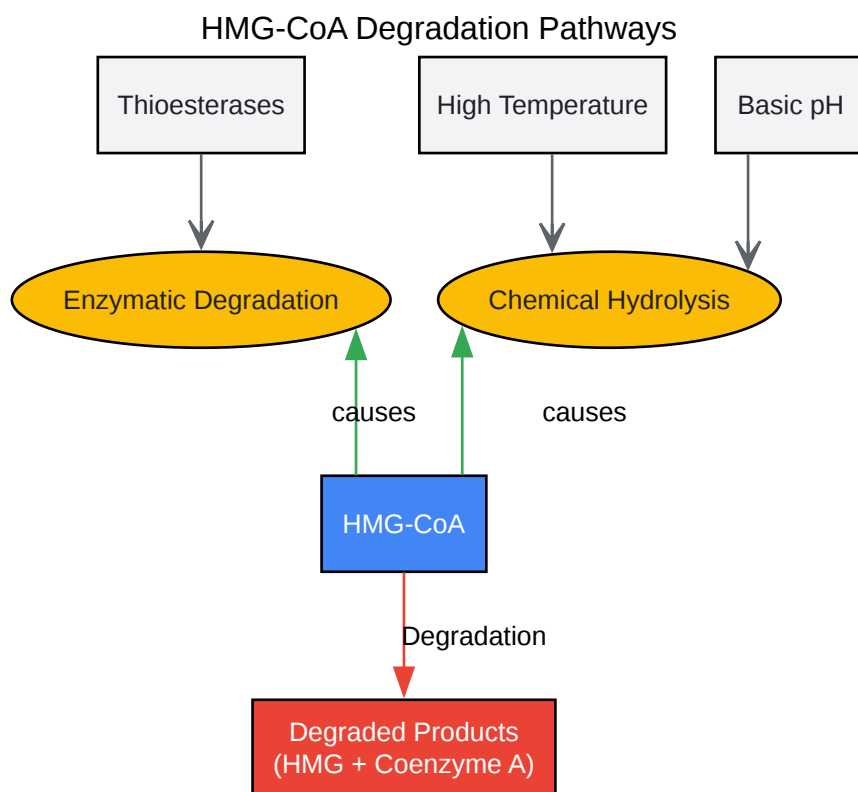 HMG-CoA Degradation Pathways
Thioesterases
High Temperature
Basic pH
Enzymatic Degradation
Chemical Hydrolysis
causes
causes
HMG-CoA
Degradation
Degraded Products
(HMG + Coenzyme A)